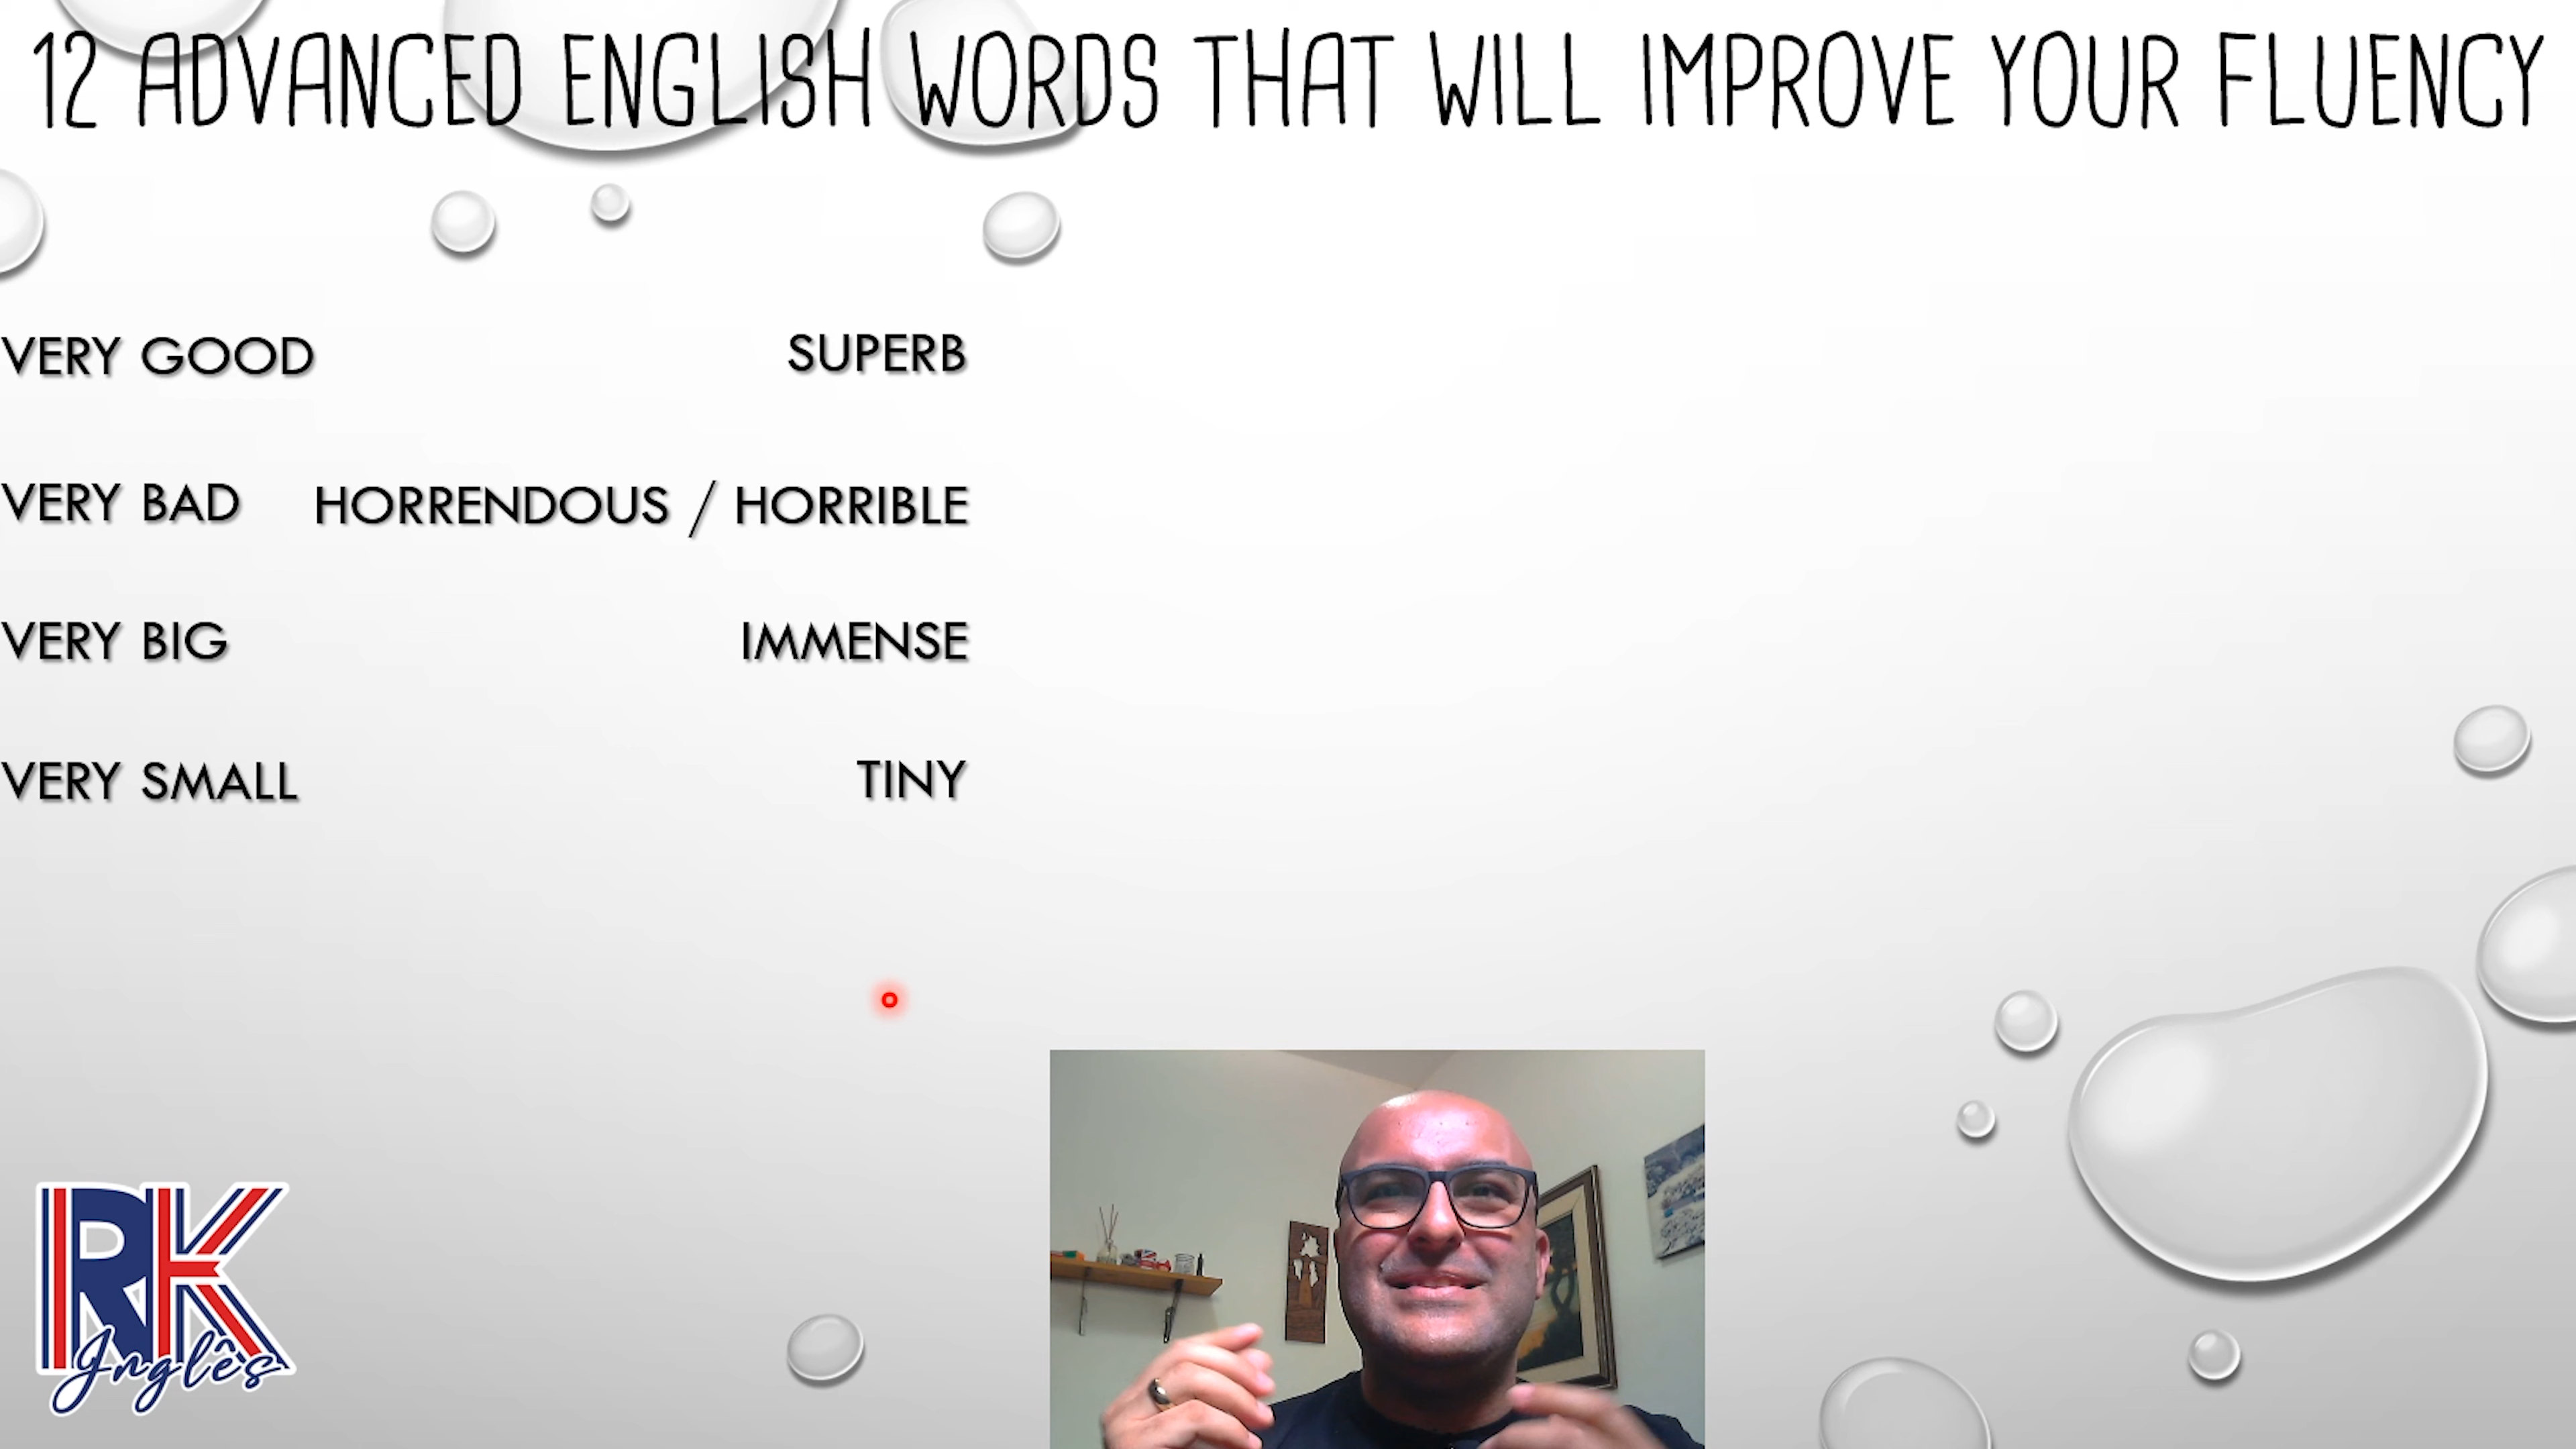 12 ADVANCED ENGLISH WORDS THAT WILL IMPROVE YOUR FLUENCY
VERY GOOD SUPERB
VERY BAD HORRENDOUS / HORRIBLE
VERY BIG IMMENSE
VERY SMALL TINY
RK
Inglês